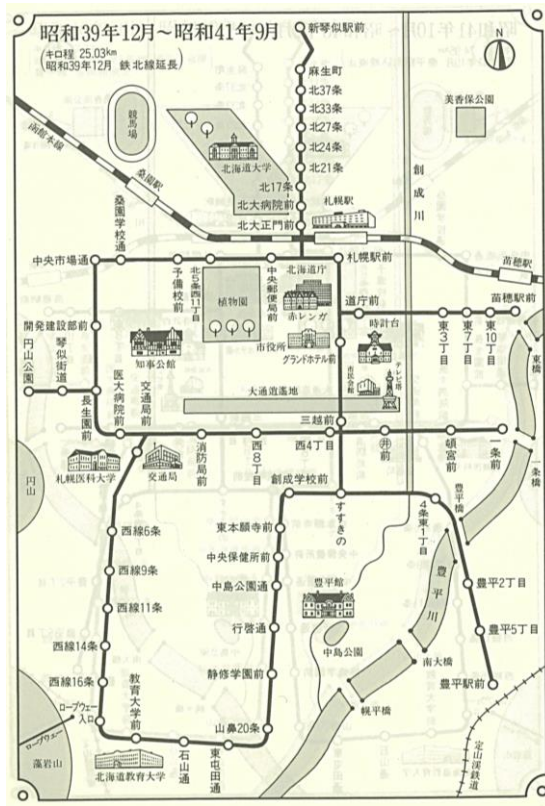 昭和39年12月〜昭和41年9月
(キロ程 25.03km
昭和39年12月 鉄北線延長)
新琴似駅前
N
麻生町
北37条
北33条
北27条
北24条
北21条
北17条
北大病院前
北大正門前
競馬場
北海道大学
美香保公園
函館本線
桑園駅
創成川
札幌駅
桑園学校通
中央市場通
予備校前
北5条西11丁目
中央郵便局前
札幌駅前
苗穂駅
苗穂駅前
植物園
北海道庁
赤レンガ
道庁前
開発建設部前
知事公館
市役所
グランドホテル前
時計台
東3丁目
東7丁目
東10丁目
東橋
円山公園
琴似街道
長生園前
医大病院前
交通局前
市民会館
テレビ塔
大通逍遥地
三越前
消防局前
西8丁目
西4丁目
㊥前
頓宮前
一条前
一条橋
札幌医科大学
交通局
円山
創成学校前
すすきの
4条東1丁目
豊平橋
西線6条
西線9条
西線11条
西線14条
西線16条
ロープウェー入口
ロープウェー
藻岩山
教育大学前
北海道教育大学
石山通
東屯田通
山鼻20条
静修学園前
行啓通
中島公園通
中央保健所前
東本願寺前
豊平館
中島公園
豊平川
豊平2丁目
豊平5丁目
豊平駅前
南大橋
幌平橋
定山渓鉄道